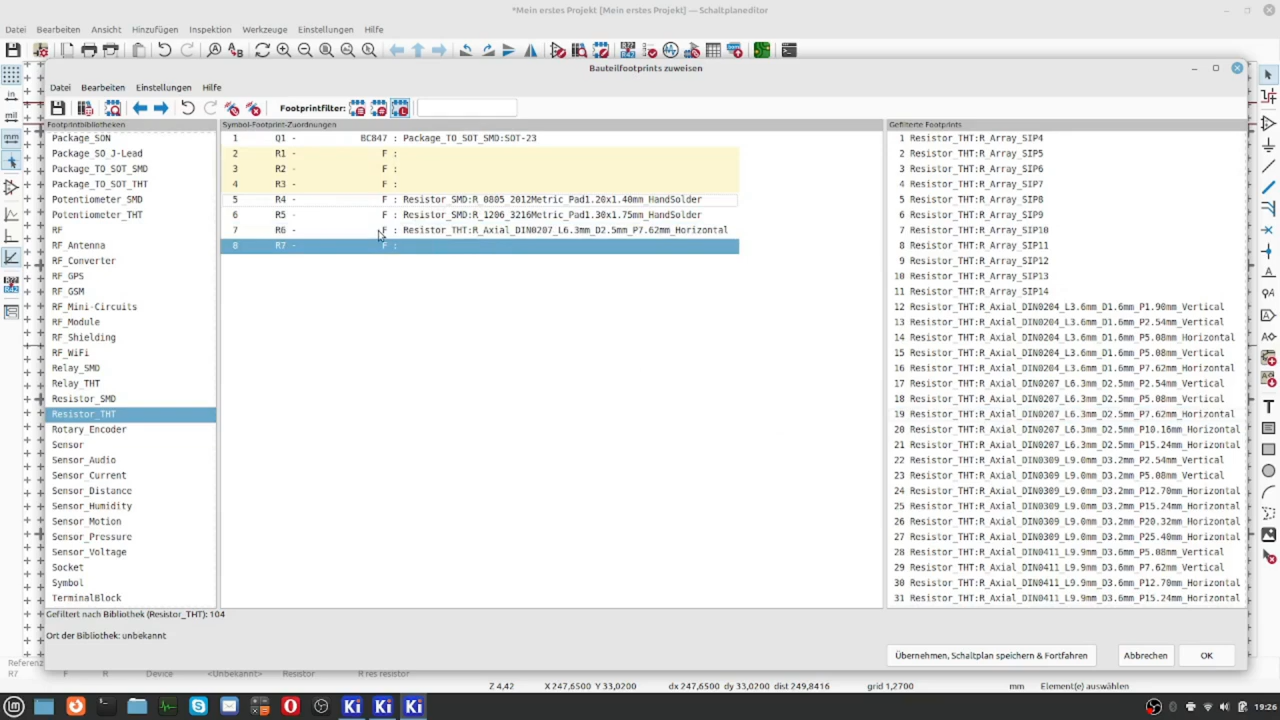 *Mein erstes Projekt [Mein erstes Projekt] — Schaltplaneditor
Datei Bearbeiten Ansicht Hinzufügen Inspektion Werkzeuge Einstellungen Hilfe
Bauteilfootprints zuweisen
Datei Bearbeiten Einstellungen Hilfe
Footprintfilter:
in
mil
mm
Footprintbibliotheken
Package_SON
Package_SO_J-Lead
Package_TO_SOT_SMD
Package_TO_SOT_THT
Potentiometer_SMD
Potentiometer_THT
RF
RF_Antenna
RF_Converter
RF_GPS
RF_GSM
RF_Mini-Circuits
RF_Module
RF_Shielding
RF_WiFi
Relay_SMD
Relay_THT
Resistor_SMD
Resistor_THT
Rotary_Encoder
Sensor
Sensor_Audio
Sensor_Current
Sensor_Distance
Sensor_Humidity
Sensor_Motion
Sensor_Pressure
Sensor_Voltage
Socket
Symbol
TerminalBlock
Symbol-Footprint-Zuordnungen
1 Q1 - BC847 : Package_TO_SOT_SMD:SOT-23
2 R1 - F :
3 R2 - F :
4 R3 - F :
5 R4 - F : Resistor_SMD:R_0805_2012Metric_Pad1.20x1.40mm_HandSolder
6 R5 - F : Resistor_SMD:R_1206_3216Metric_Pad1.30x1.75mm_HandSolder
7 R6 - F : Resistor_THT:R_Axial_DIN0207_L6.3mm_D2.5mm_P7.62mm_Horizontal
8 R7 - F :
Gefilterte Footprints
1 Resistor_THT:R_Array_SIP4
2 Resistor_THT:R_Array_SIP5
3 Resistor_THT:R_Array_SIP6
4 Resistor_THT:R_Array_SIP7
5 Resistor_THT:R_Array_SIP8
6 Resistor_THT:R_Array_SIP9
7 Resistor_THT:R_Array_SIP10
8 Resistor_THT:R_Array_SIP11
9 Resistor_THT:R_Array_SIP12
10 Resistor_THT:R_Array_SIP13
11 Resistor_THT:R_Array_SIP14
12 Resistor_THT:R_Axial_DIN0204_L3.6mm_D1.6mm_P1.90mm_Vertical
13 Resistor_THT:R_Axial_DIN0204_L3.6mm_D1.6mm_P2.54mm_Vertical
14 Resistor_THT:R_Axial_DIN0204_L3.6mm_D1.6mm_P5.08mm_Horizontal
15 Resistor_THT:R_Axial_DIN0204_L3.6mm_D1.6mm_P5.08mm_Vertical
16 Resistor_THT:R_Axial_DIN0204_L3.6mm_D1.6mm_P7.62mm_Horizontal
17 Resistor_THT:R_Axial_DIN0207_L6.3mm_D2.5mm_P2.54mm_Vertical
18 Resistor_THT:R_Axial_DIN0207_L6.3mm_D2.5mm_P5.08mm_Vertical
19 Resistor_THT:R_Axial_DIN0207_L6.3mm_D2.5mm_P7.62mm_Horizontal
20 Resistor_THT:R_Axial_DIN0207_L6.3mm_D2.5mm_P10.16mm_Horizontal
21 Resistor_THT:R_Axial_DIN0207_L6.3mm_D2.5mm_P15.24mm_Horizontal
22 Resistor_THT:R_Axial_DIN0309_L9.0mm_D3.2mm_P2.54mm_Vertical
23 Resistor_THT:R_Axial_DIN0309_L9.0mm_D3.2mm_P5.08mm_Vertical
24 Resistor_THT:R_Axial_DIN0309_L9.0mm_D3.2mm_P12.70mm_Horizontal
25 Resistor_THT:R_Axial_DIN0309_L9.0mm_D3.2mm_P15.24mm_Horizontal
26 Resistor_THT:R_Axial_DIN0309_L9.0mm_D3.2mm_P20.32mm_Horizontal
27 Resistor_THT:R_Axial_DIN0309_L9.0mm_D3.2mm_P25.40mm_Horizontal
28 Resistor_THT:R_Axial_DIN0411_L9.9mm_D3.6mm_P5.08mm_Vertical
29 Resistor_THT:R_Axial_DIN0411_L9.9mm_D3.6mm_P7.62mm_Vertical
30 Resistor_THT:R_Axial_DIN0411_L9.9mm_D3.6mm_P12.70mm_Horizontal
31 Resistor_THT:R_Axial_DIN0411_L9.9mm_D3.6mm_P15.24mm_Horizontal
Gefiltert nach Bibliothek (Resistor_THT): 104
Ort der Bibliothek: unbekannt
Übernehmen, Schaltplan speichern & Fortfahren Abbrechen OK
Referenz
R7 F Device <Unbekannt> Resistor R res resistor
Z 4,42 X 247,6500 Y 33,0200 dx 247,6500 dy 33,0200 dist 249,8416 grid 1,2700 mm Element(e) auswählen
Ki Ki Ki 19:26